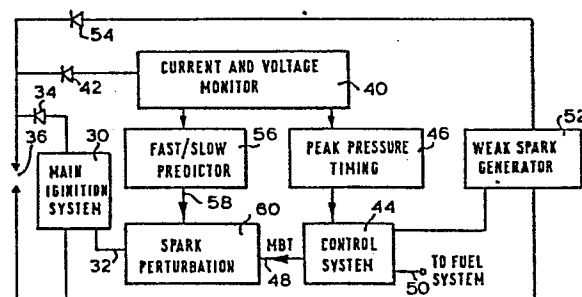 54
CURRENT AND VOLTAGE
MONITOR
42
40
34
36
30
MAIN
IGINITION
SYSTEM
56
FAST/SLOW
PREDICTOR
46
PEAK PRESSURE
TIMING
52
WEAK SPARK
GENERATOR
58
60
44
SPARK
PERTURBATION
MBT
48
CONTROL
SYSTEM
32
TO FUEL
SYSTEM
50